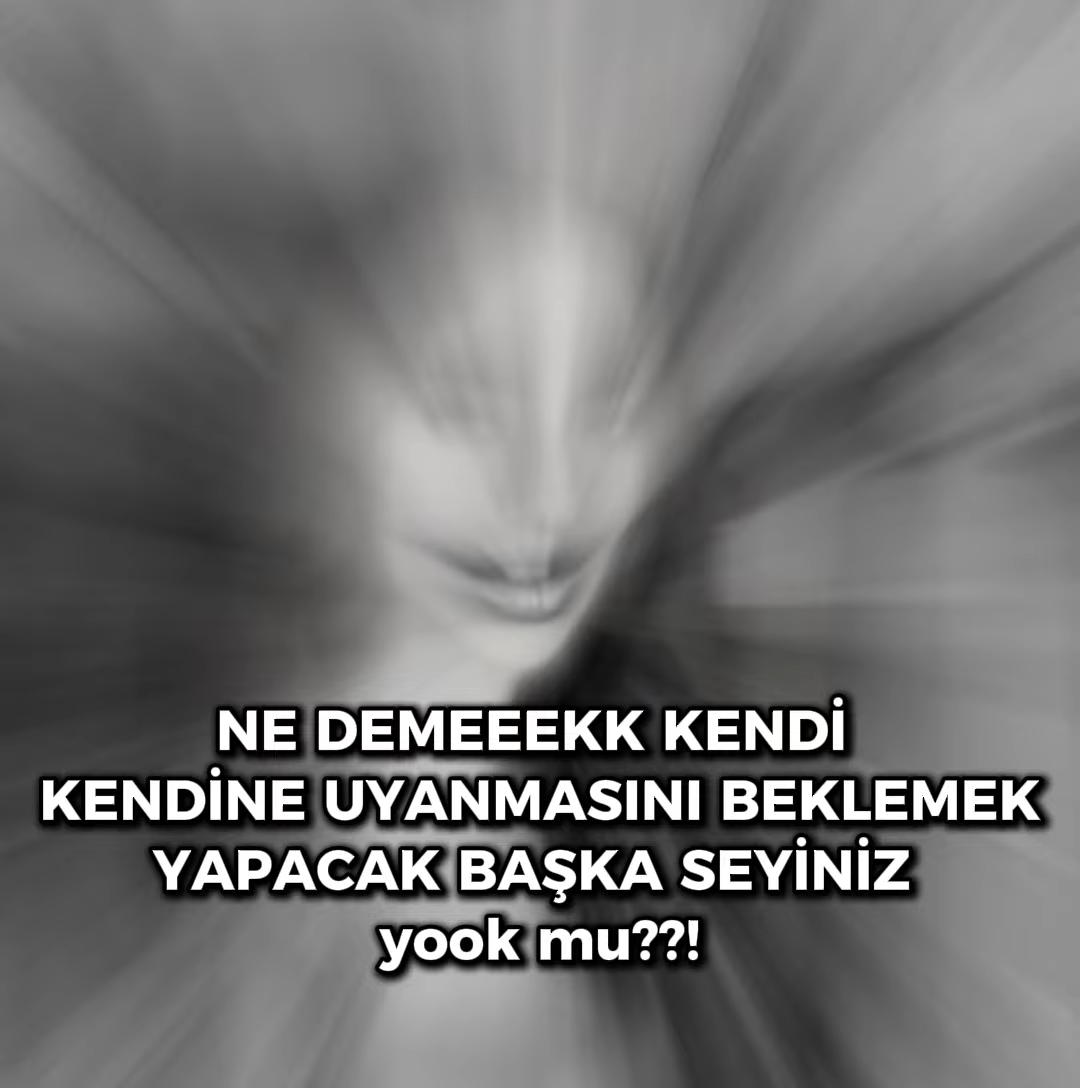 NE DEMEEEKK KENDİ
KENDİNE UYANMASINI BEKLEMEK
YAPACAK BAŞKA SEYİNİZ
yook mu??!